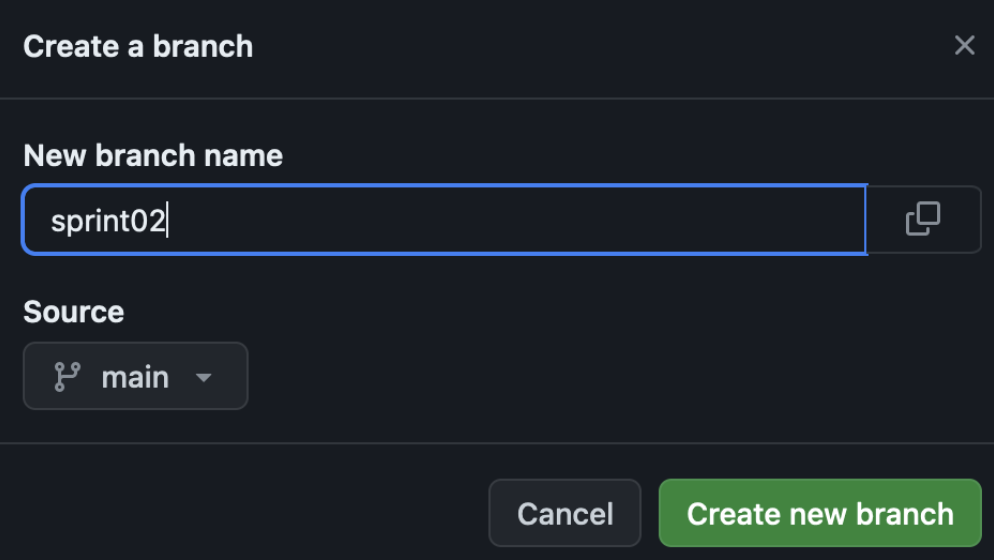 Create a branch
New branch name
sprint02
Source
main
Cancel
Create new branch